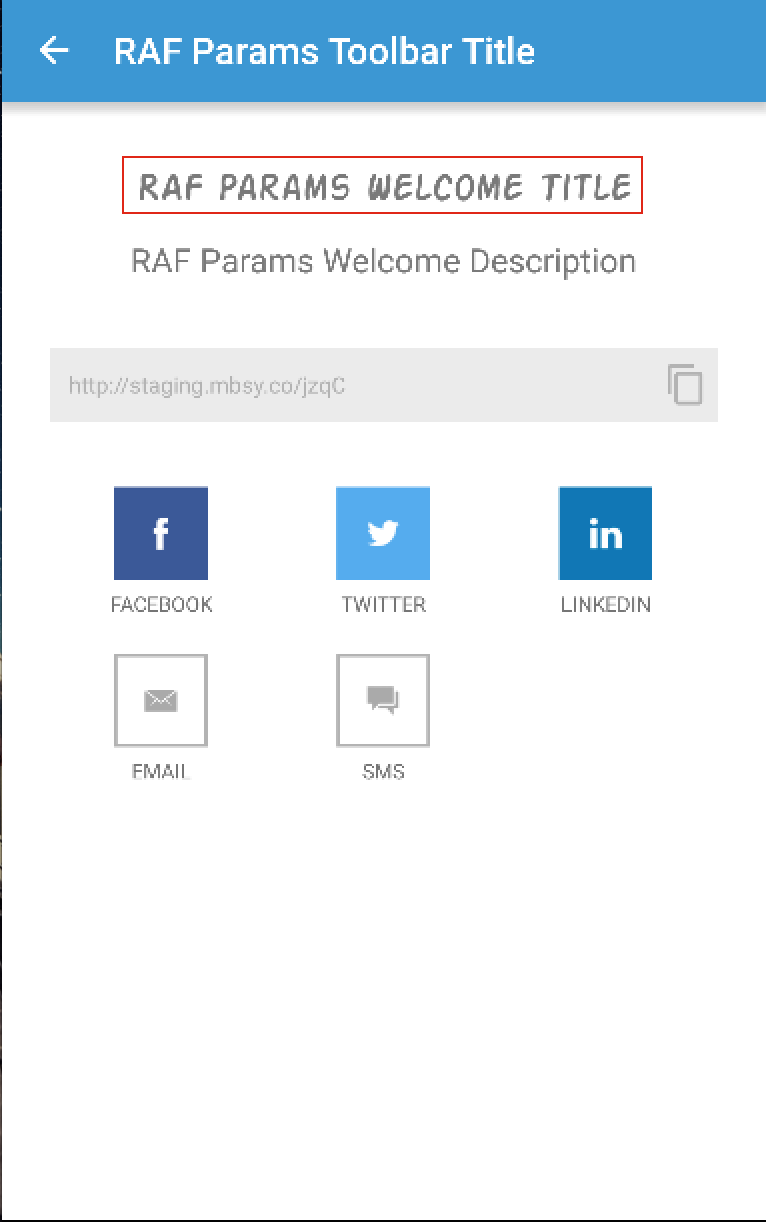 RAF Params Toolbar Title
RAF PARAMS WELCOME TITLE
RAF Params Welcome Description
http://staging.mbsy.co/jzqC
FACEBOOK TWITTER LINKEDIN
EMAIL SMS